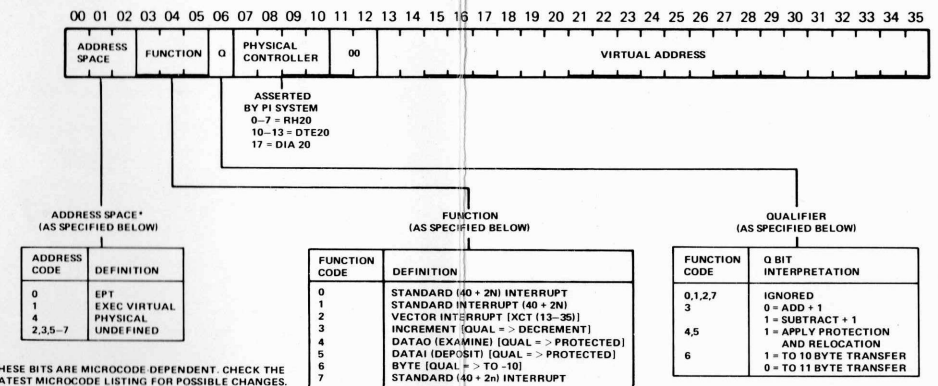 00 01 02 03 04 05 06 07 08 09 10 11 12 13 14 15 16 17 18 19 20 21 22 23 24 25 26 27 28 29 30 31 32 33 34 35
ADDRESS
SPACE
FUNCTION
Q
PHYSICAL
CONTROLLER
00
VIRTUAL ADDRESS
ASSERTED
BY PI SYSTEM
0–7 = RH20
10–13 = DTE20
17 = DIA 20
ADDRESS SPACE*
(AS SPECIFIED BELOW)
ADDRESS CODE DEFINITION
0 EPT
1 EXEC VIRTUAL
4 PHYSICAL
2,3,5–7 UNDEFINED
FUNCTION
(AS SPECIFIED BELOW)
FUNCTION CODE DEFINITION
0 STANDARD (40 + 2N) INTERRUPT
1 STANDARD INTERRUPT (40 + 2N)
2 VECTOR INTERRUPT [XCT (13–35)]
3 INCREMENT [QUAL = > DECREMENT]
4 DATAO (EXAMINE) [QUAL = > PROTECTED]
5 DATAI (DEPOSIT) [QUAL = > PROTECTED]
6 BYTE [QUAL = > TO -10]
7 STANDARD (40 + 2n) INTERRUPT
QUALIFIER
(AS SPECIFIED BELOW)
FUNCTION CODE Q BIT INTERPRETATION
0,1,2,7 IGNORED
3 0 = ADD + 1
1 = SUBTRACT + 1
4,5 1 = APPLY PROTECTION
AND RELOCATION
6 1 = TO 10 BYTE TRANSFER
0 = TO 11 BYTE TRANSFER
HESE BITS ARE MICROCODE-DEPENDENT. CHECK THE
ATEST MICROCODE LISTING FOR POSSIBLE CHANGES.